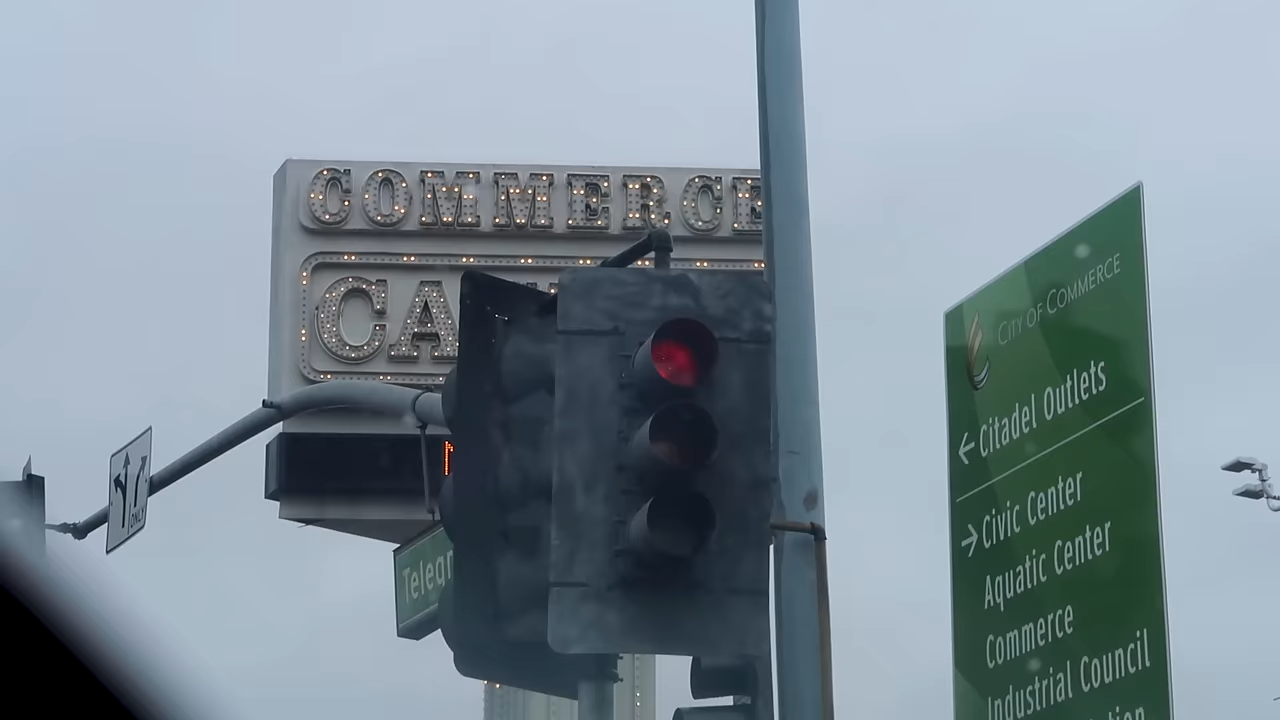 COMMERCE
CA
ONLY
Teleg
CITY OF COMMERCE
← Citadel Outlets
→ Civic Center
Aquatic Center
Commerce
Industrial Council